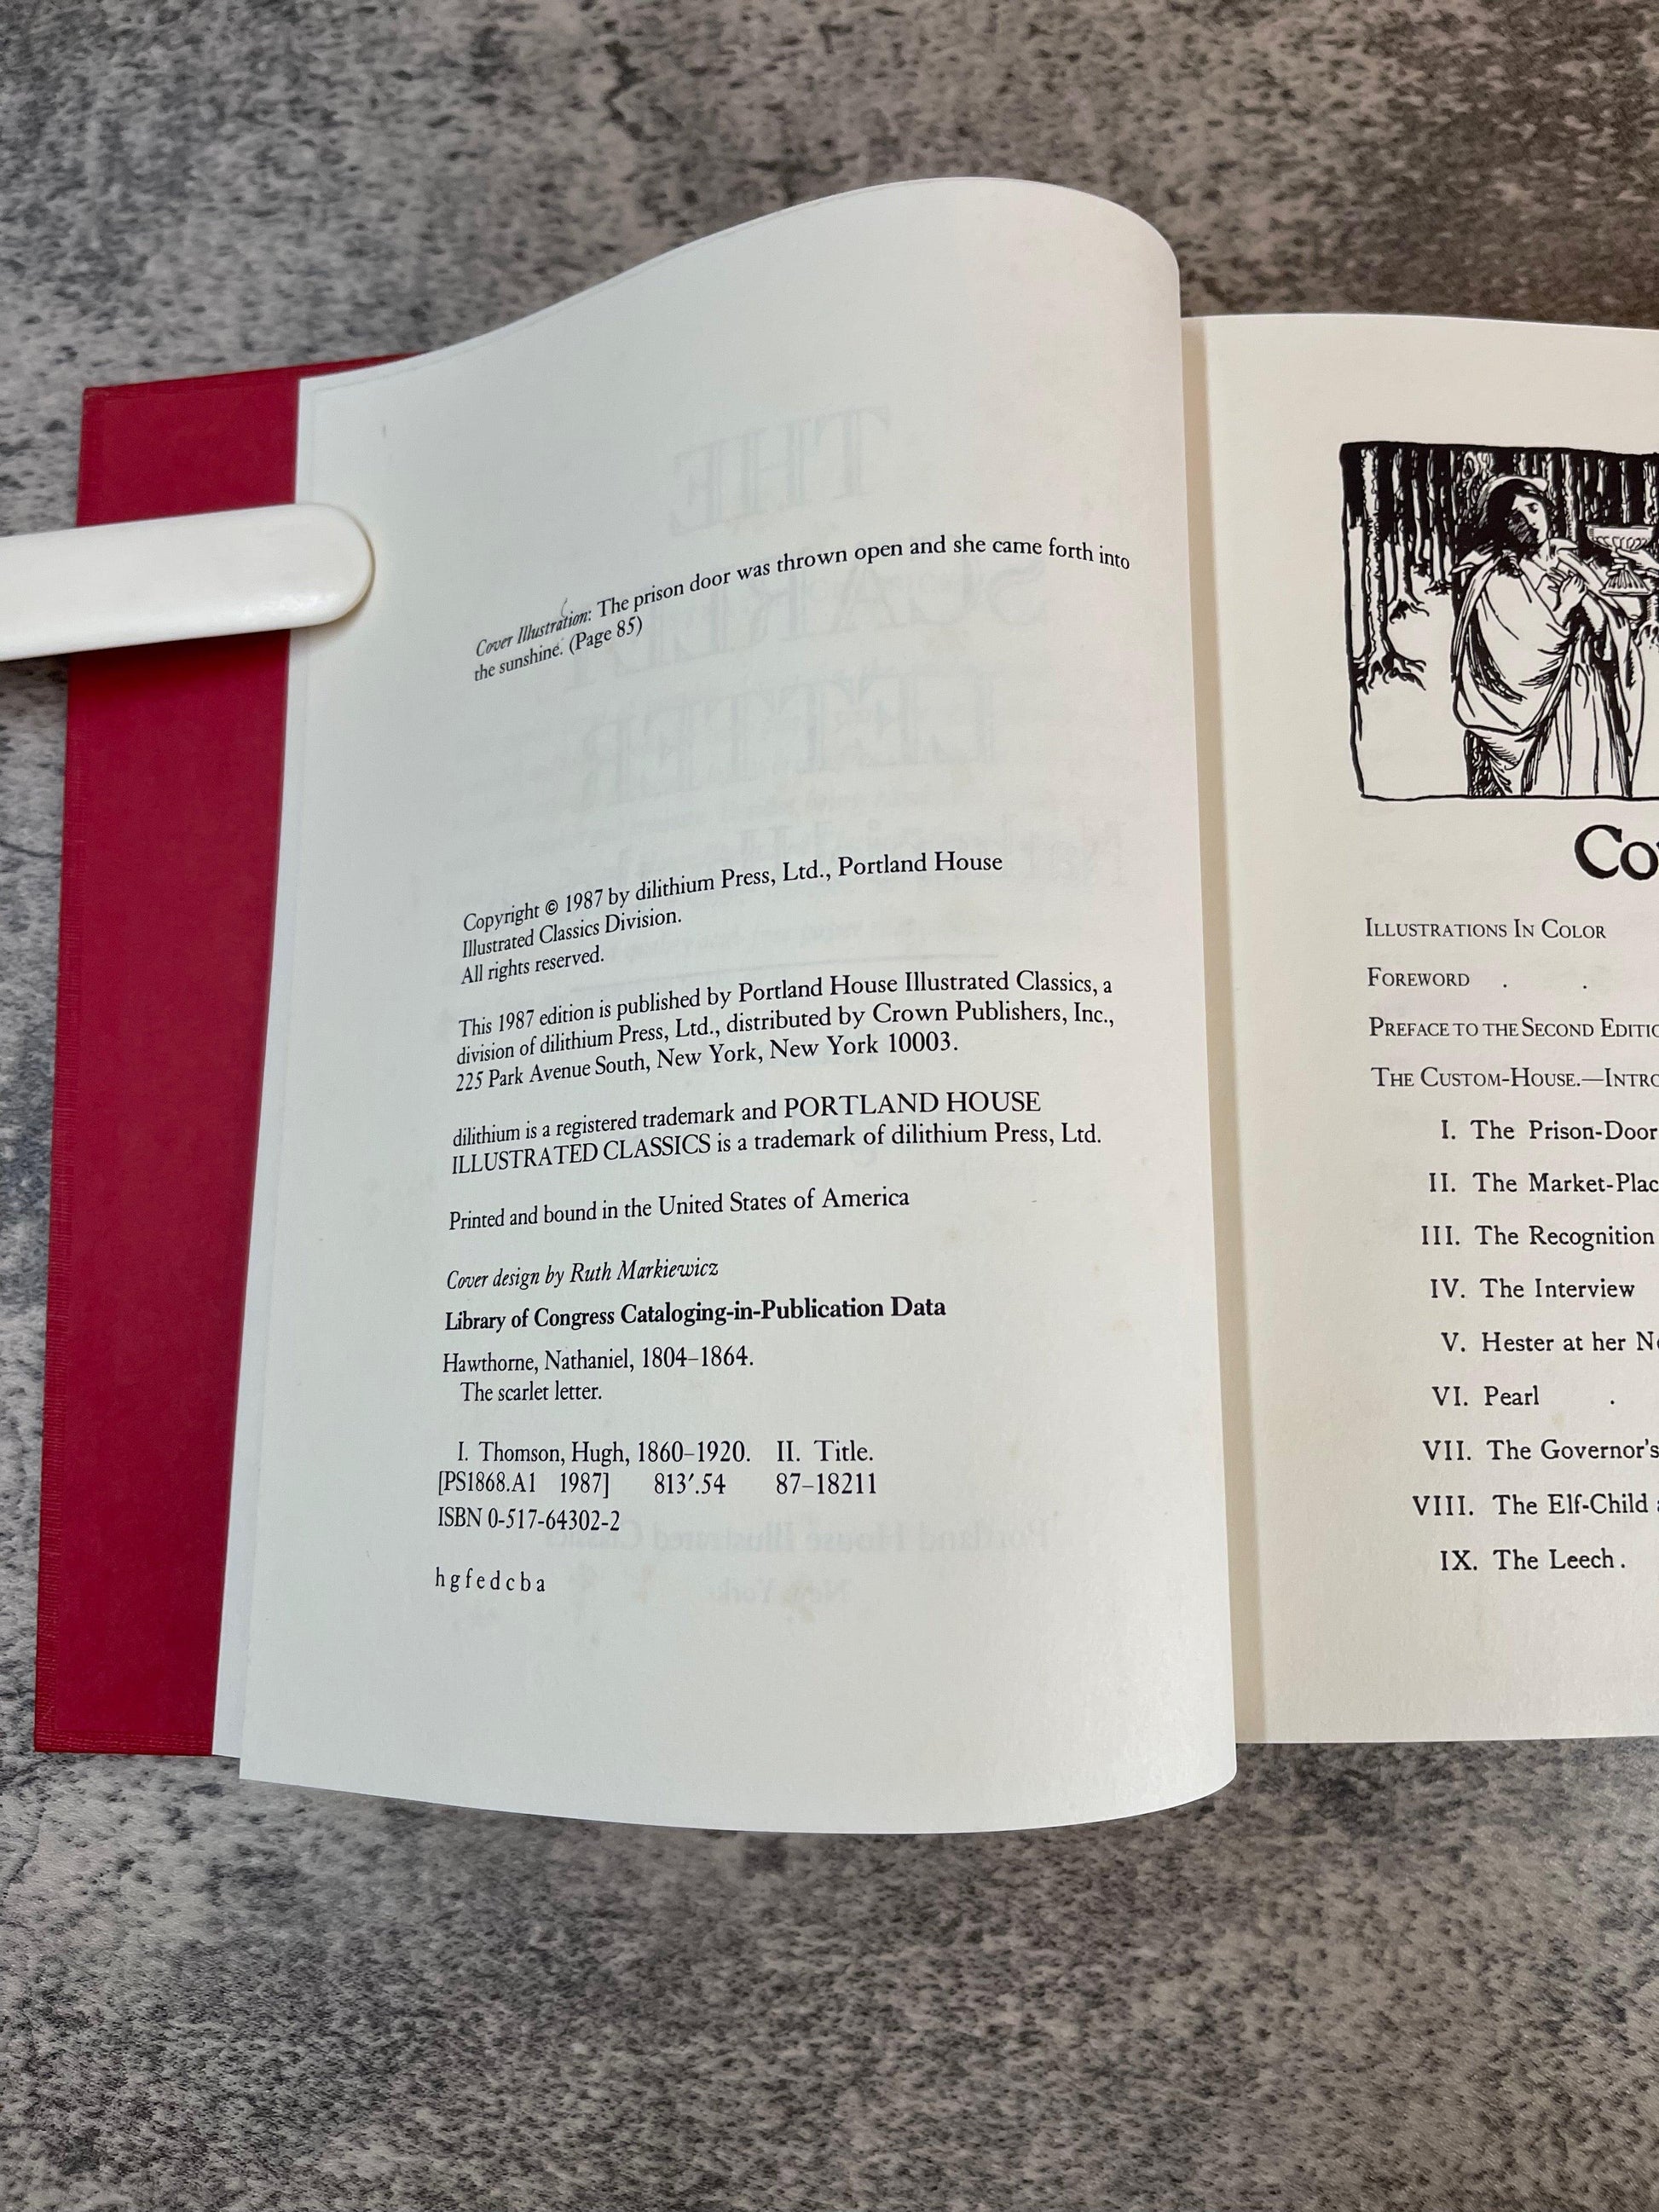 Cover Illustration: The prison door was thrown open and she came forth into
the sunshine. (Page 85)
Copyright © 1987 by dilithium Press, Ltd., Portland House
Illustrated Classics Division.
All rights reserved.
This 1987 edition is published by Portland House Illustrated Classics, a
division of dilithium Press, Ltd., distributed by Crown Publishers, Inc.,
225 Park Avenue South, New York, New York 10003.
dilithium is a registered trademark and PORTLAND HOUSE
ILLUSTRATED CLASSICS is a trademark of dilithium Press, Ltd.
Printed and bound in the United States of America
Cover design by Ruth Markiewicz
Library of Congress Cataloging-in-Publication Data
Hawthorne, Nathaniel, 1804–1864.
The scarlet letter.
I. Thomson, Hugh, 1860–1920. II. Title.
[PS1868.A1 1987] 813′.54 87–18211
ISBN 0-517-64302-2
h g f e d c b a
ILLUSTRATIONS IN COLOR
FOREWORD . .
PREFACE TO THE SECOND
THE CUSTOM-HOUSE.—
I. The Prison-Door
II. The
III. The Recognition
IV. The Interview
V. Hester at her
VI. Pearl .
VII. The Governor's
VIII. The Elf-Child
IX. The Leech .